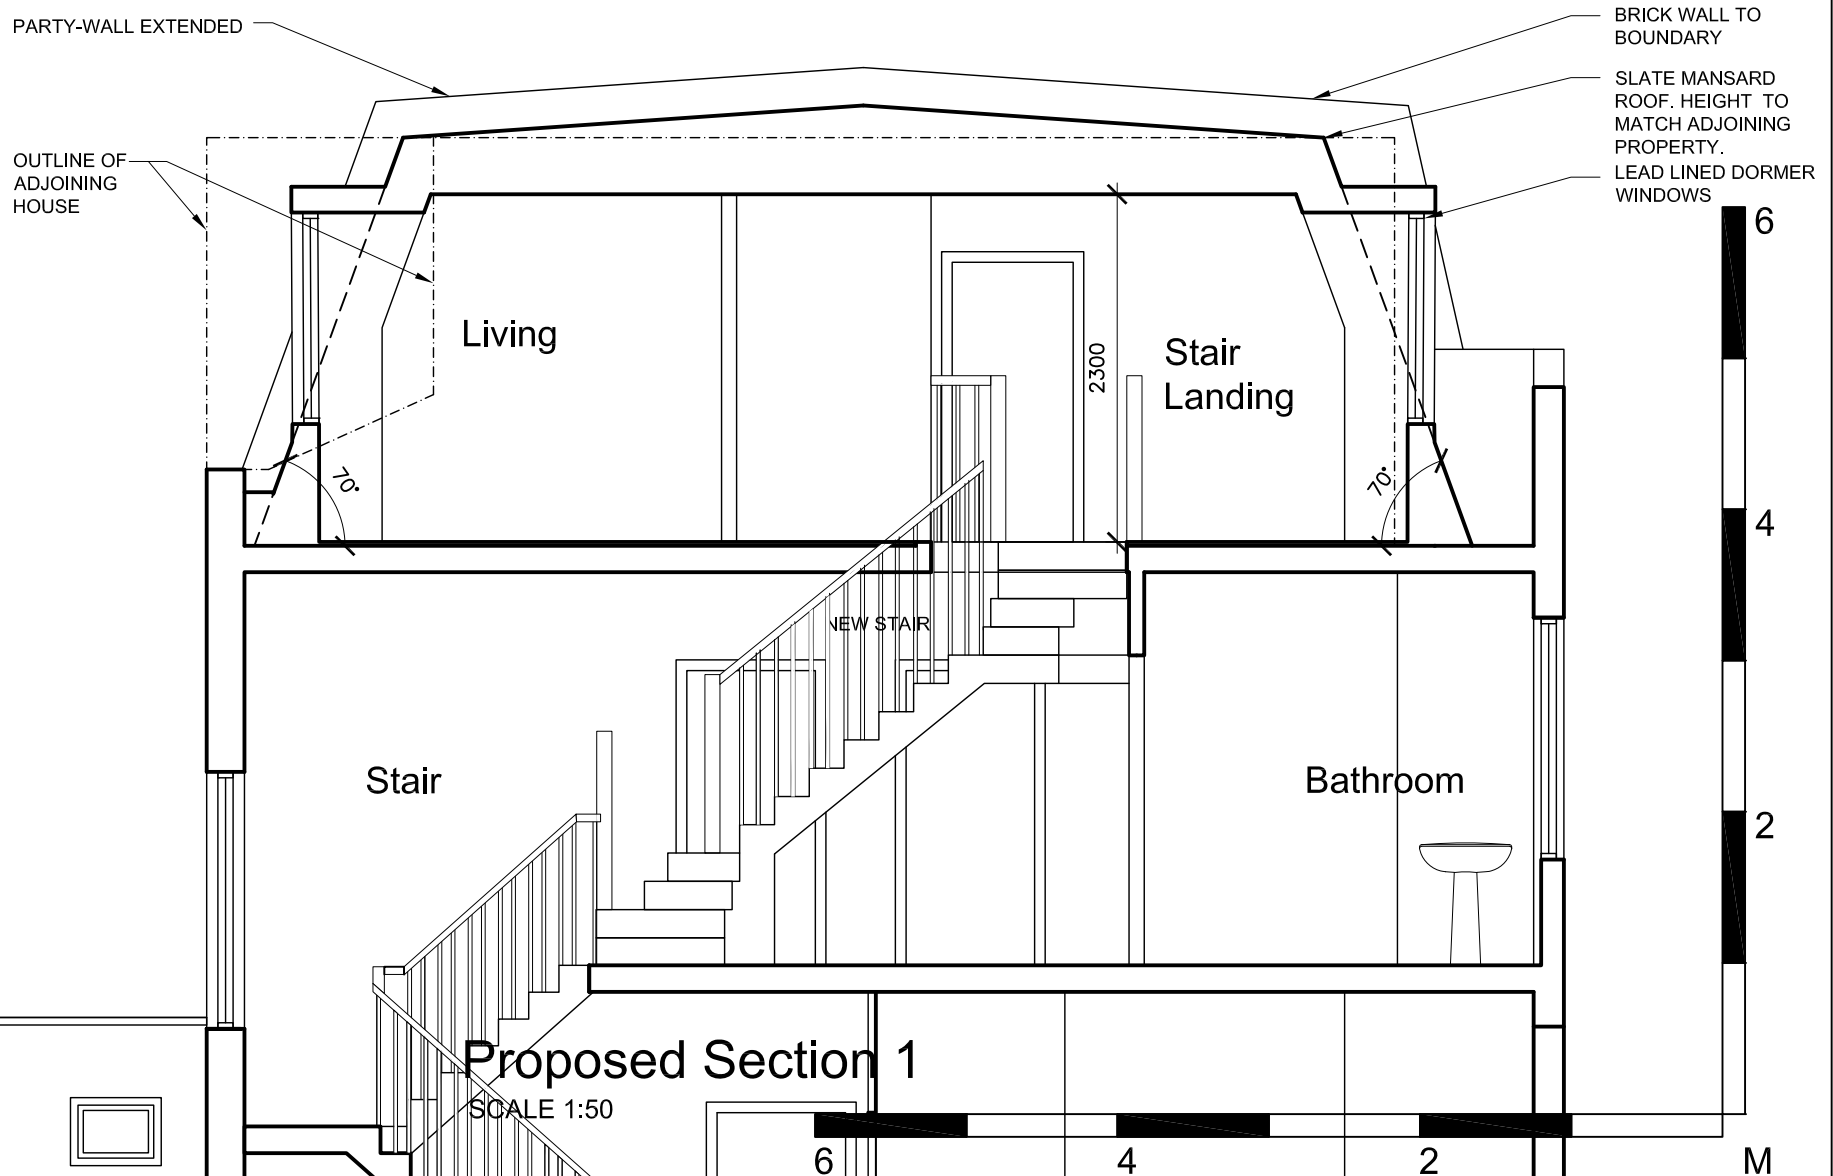 PARTY-WALL EXTENDED
BRICK WALL TO
BOUNDARY
SLATE MANSARD
ROOF. HEIGHT TO
MATCH ADJOINING
PROPERTY.
LEAD LINED DORMER
WINDOWS
OUTLINE OF
ADJOINING
HOUSE
6
Living
2300
Stair
Landing
70°
70°
4
NEW STAIR
Stair
Bathroom
2
Proposed Section 1
SCALE 1:50
6
4
2
M